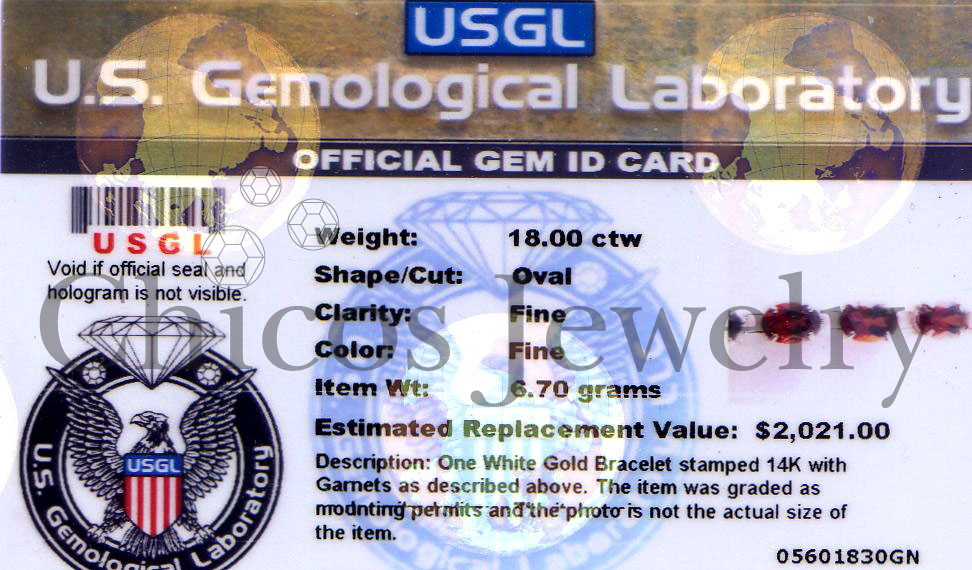 USGL
U.S. Gemological Laboratory
OFFICIAL GEM ID CARD
USGL
Void if official seal and
hologram is not visible.
Weight: 18.00 ctw
Shape/Cut: Oval
Clarity: Fine
Color: Fine
Item Wt: 6.70 grams
Estimated Replacement Value: $2,021.00
Description: One White Gold Bracelet stamped 14K with
Garnets as described above. The item was graded as
mounting permits and the photo is not the actual size of
the item.
05601830GN
Chicos Jewelry
USGL
U.S. Gemological Laboratory